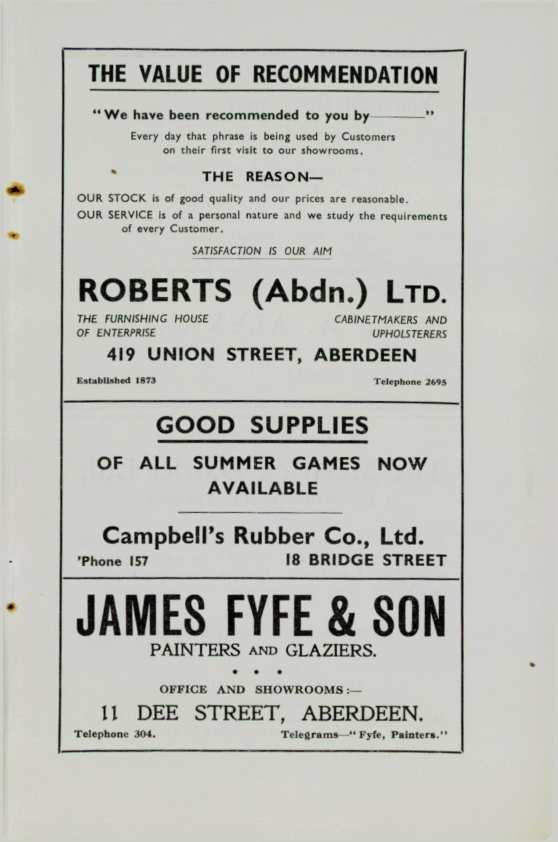 THE VALUE OF RECOMMENDATION
"We have been recommended to you by———"
Every day that phrase is being used by Customers
on their first visit to our showrooms.
THE REASON—
OUR STOCK is of good quality and our prices are reasonable.
OUR SERVICE is of a personal nature and we study the requirements
of every Customer.
SATISFACTION IS OUR AIM
ROBERTS (Abdn.) LTD.
THE FURNISHING HOUSE CABINETMAKERS AND
OF ENTERPRISE UPHOLSTERERS
419 UNION STREET, ABERDEEN
Established 1873 Telephone 2695
GOOD SUPPLIES
OF ALL SUMMER GAMES NOW
AVAILABLE
Campbell's Rubber Co., Ltd.
'Phone 157 18 BRIDGE STREET
JAMES FYFE & SON
PAINTERS AND GLAZIERS.
OFFICE AND SHOWROOMS:—
11 DEE STREET, ABERDEEN.
Telephone 304. Telegrams—"Fyfe, Painters."